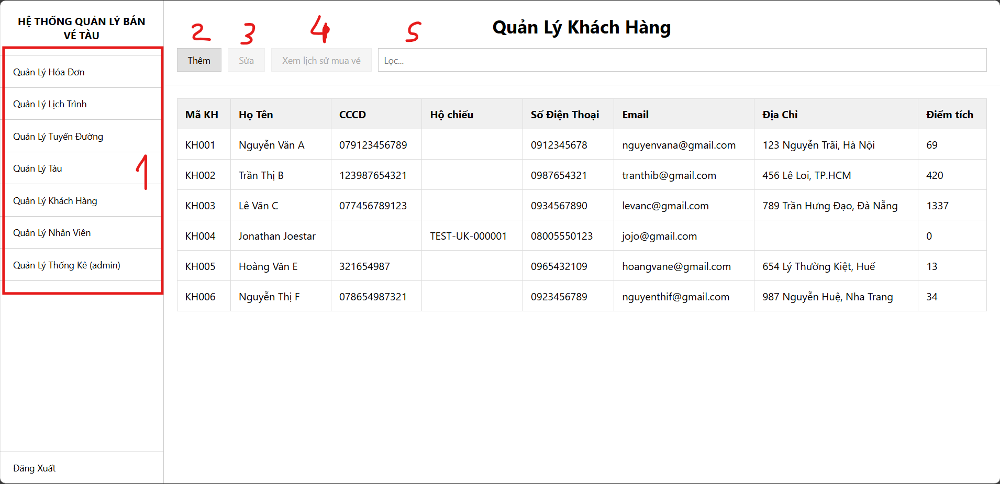 HỆ THỐNG QUẢN LÝ BÁN
VÉ TÀU
Quản Lý Hóa Đơn
Quản Lý Lịch Trình
Quản Lý Tuyến Đường
Quản Lý Tàu
1
Quản Lý Khách Hàng
Quản Lý Nhân Viên
Quản Lý Thống Kê (admin)
Đăng Xuất
2 3 4 5
Quản Lý Khách Hàng
Thêm Sửa Xem lịch sử mua vé Lọc...
Mã KH Họ Tên CCCD Hộ chiếu Số Điện Thoại Email Địa Chỉ Điểm tích
KH001 Nguyễn Văn A 079123456789 0912345678 nguyenvana@gmail.com 123 Nguyễn Trãi, Hà Nội 69
KH002 Trần Thị B 123987654321 0987654321 tranthib@gmail.com 456 Lê Loi, TP.HCM 420
KH003 Lê Văn C 077456789123 0934567890 levanc@gmail.com 789 Trần Hưng Đạo, Đà Nẵng 1337
KH004 Jonathan Joestar TEST-UK-000001 08005550123 jojo@gmail.com 0
KH005 Hoàng Văn E 321654987 0965432109 hoangvane@gmail.com 654 Lý Thường Kiệt, Huế 13
KH006 Nguyễn Thị F 078654987321 0923456789 nguyenthif@gmail.com 987 Nguyễn Huệ, Nha Trang 34